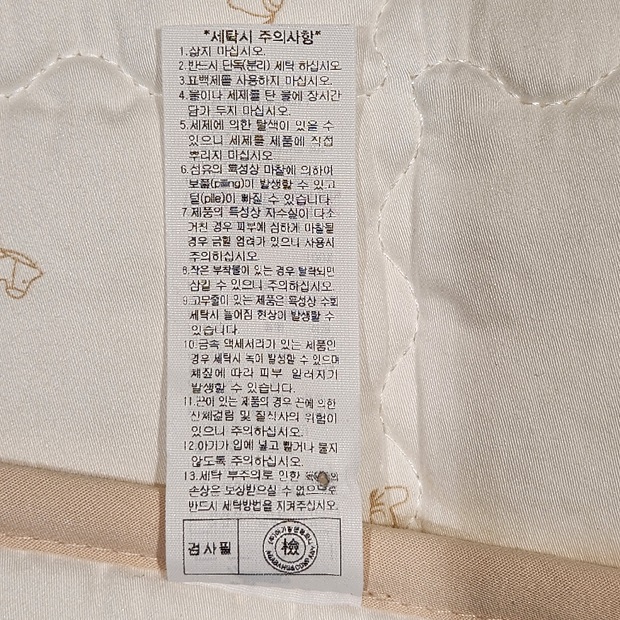 *세탁시 주의사항*
1.삶지 마십시오.
2.반드시 단독(분리) 세탁 하십시오.
3.표백제를 사용하지 마십시오.
4.물이나 세제를 탄 물에 장시간
담가 두지 마십시오.
5.세제에 의한 탈색이 있을 수
있으니 세제를 제품에 직접
뿌리지 마십시오.
6.섬유의 특성상 마찰에 의하여
보풀(pilling)이 발생할 수 있고
털(pile)이 빠질 수 있습니다.
7.제품의 특성상 자수실이 다소
거친 경우 피부에 심하게 마찰될
경우 긁힐 염려가 있으니 사용시
주의하십시오.
8.작은 부착물이 있는 경우 탈락되면
삼킬 수 있으니 주의하십시오.
9.고무줄이 있는 제품은 특성상 수회
세탁시 늘어짐 현상이 발생할 수
있습니다.
10.금속 액세서리가 있는 제품인
경우 세탁시 녹이 발생할 수 있으며
체질에 따라 피부 알러지가
발생할 수 있습니다.
11.끈이 있는 제품의 경우 끈에 의한
신체걸림 및 질식사의 위험이
있으니 주의하십시오.
12.아기가 입에 넣고 빨거나 물지
않도록 주의하십시오.
13.세탁 부주의로 인한
손상은 보상받으실 수 없으므로
반드시 세탁방법을 지켜주십시오.
검사필
檢